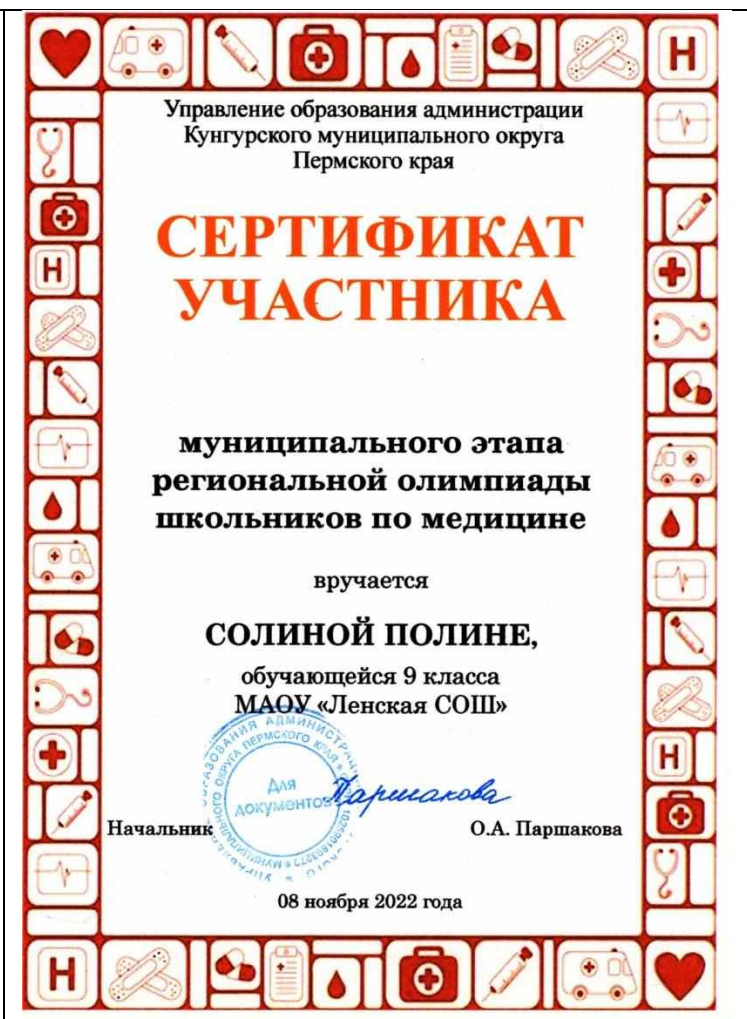 Управление образования администрации
Кунгурского муниципального округа
Пермского края
СЕРТИФИКАТ
УЧАСТНИКА
муниципального этапа
региональной олимпиады
школьников по медицине
вручается
СОЛИНОЙ ПОЛИНЕ,
обучающейся 9 класса
МАОУ «Ленская СОШ»
Для
документов
Паршакова
Начальник
О.А. Паршакова
08 ноября 2022 года
H
H
H
H